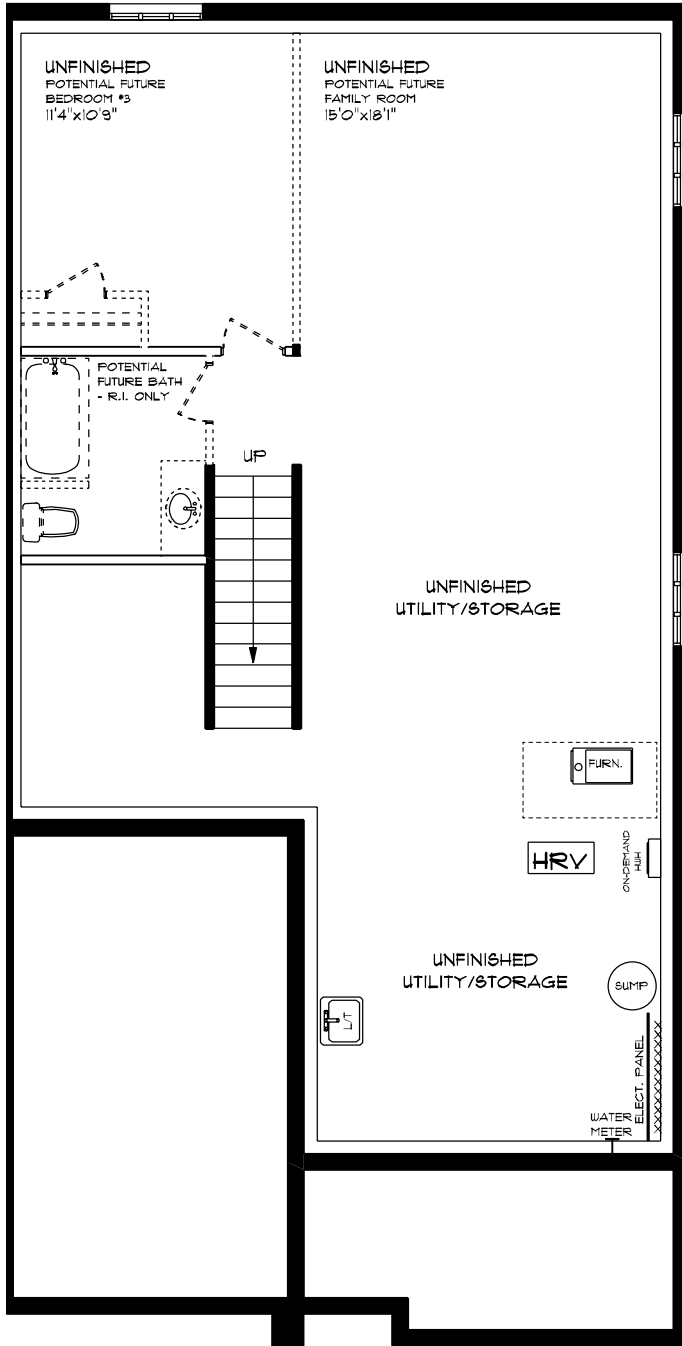 UNFINISHED
POTENTIAL FUTURE
BEDROOM #3
11'4"x10'9"
UNFINISHED
POTENTIAL FUTURE
FAMILY ROOM
15'0"x18'1"
POTENTIAL
FUTURE BATH
- R.I. ONLY
UP
UNFINISHED
UTILITY/STORAGE
FURN.
HRV
ON-DEMAND
HWH
UNFINISHED
UTILITY/STORAGE
SUMP
L/T
ELECT. PANEL
WATER
METER